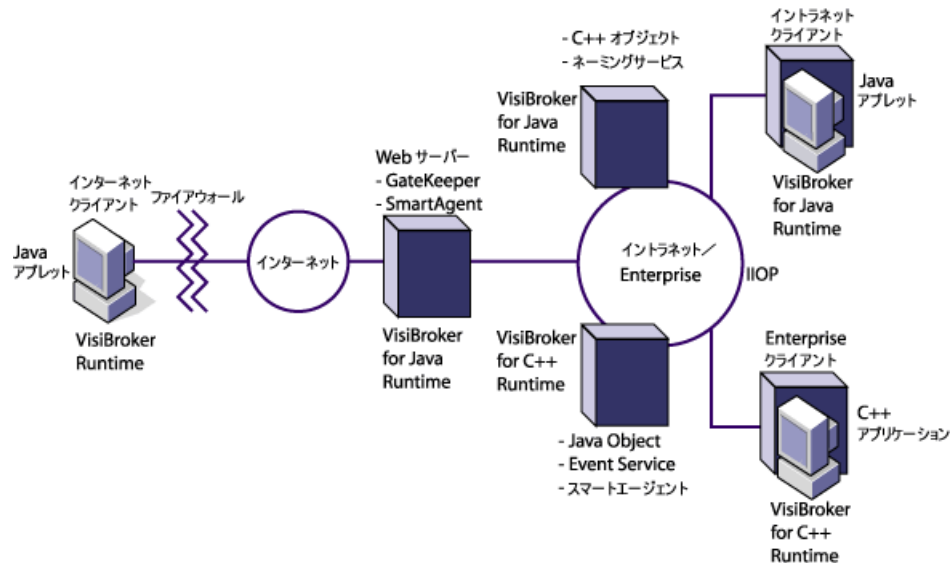 インターネット
クライアント
Java
アプレット
VisiBroker
Runtime
ファイアウォール
インターネット
Web サーバー
- GateKeeper
- SmartAgent
VisiBroker
for Java
Runtime
- C++ オブジェクト
- ネーミングサービス
VisiBroker
for Java
Runtime
イントラネット／
Enterprise
IIOP
VisiBroker
for C++
Runtime
- Java Object
- Event Service
- スマートエージェント
イントラネット
クライアント
Java
アプレット
VisiBroker
for Java
Runtime
Enterprise
クライアント
C++
アプリケーション
VisiBroker
for C++
Runtime